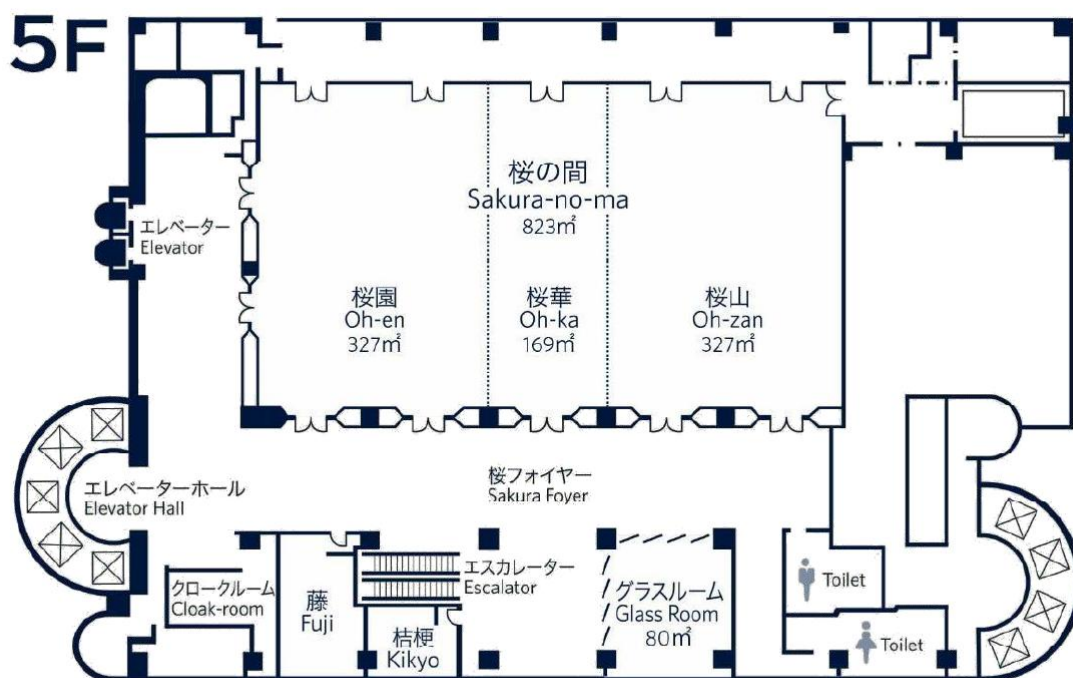 5F
桜の間
Sakura-no-ma
823㎡
エレベーター
Elevator
桜園
Oh-en
327㎡
桜華
Oh-ka
169㎡
桜山
Oh-zan
327㎡
桜フォイヤー
Sakura Foyer
エレベーターホール
Elevator Hall
クロークルーム
Cloak-room
藤
Fuji
エスカレーター
Escalator
桔梗
Kikyo
グラスルーム
Glass Room
80㎡
Toilet
Toilet